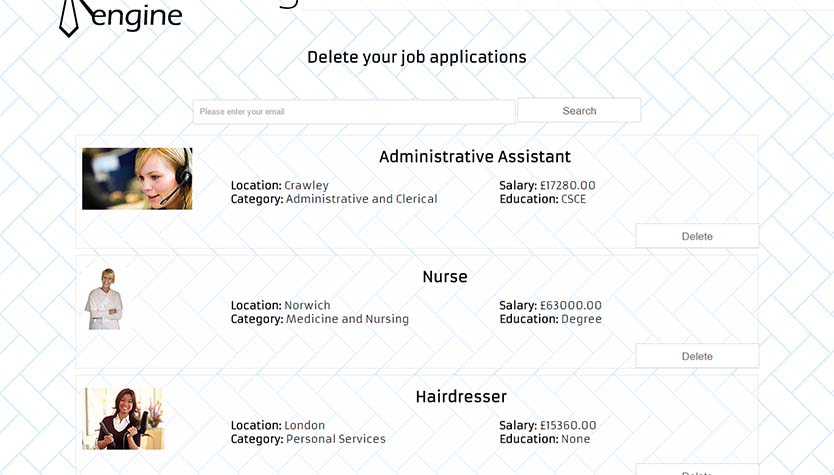 engine
Delete your job applications
Please enter your email
Search
Administrative Assistant
Location: Crawley
Salary: £17280.00
Category: Administrative and Clerical
Education: CSCE
Delete
Nurse
Location: Norwich
Salary: £63000.00
Category: Medicine and Nursing
Education: Degree
Delete
Hairdresser
Location: London
Salary: £15360.00
Category: Personal Services
Education: None